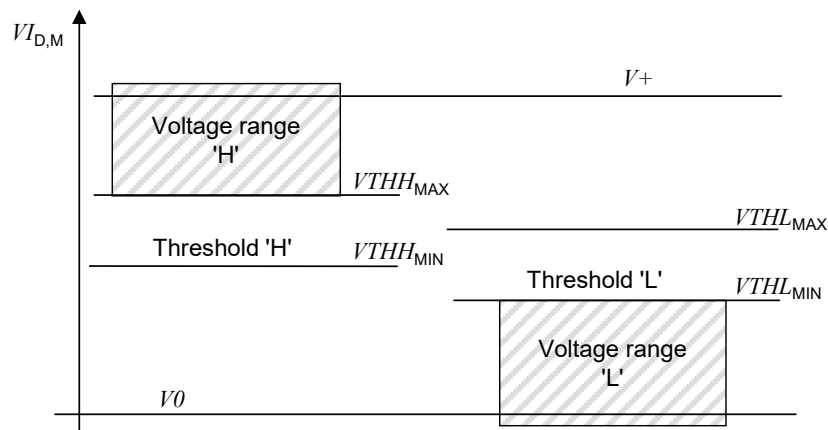 VI_D,M
V+
Voltage range
'H'
VTHH_MAX
VTHL_MAX
Threshold 'H'
VTHH_MIN
Threshold 'L'
VTHL_MIN
Voltage range
'L'
V0